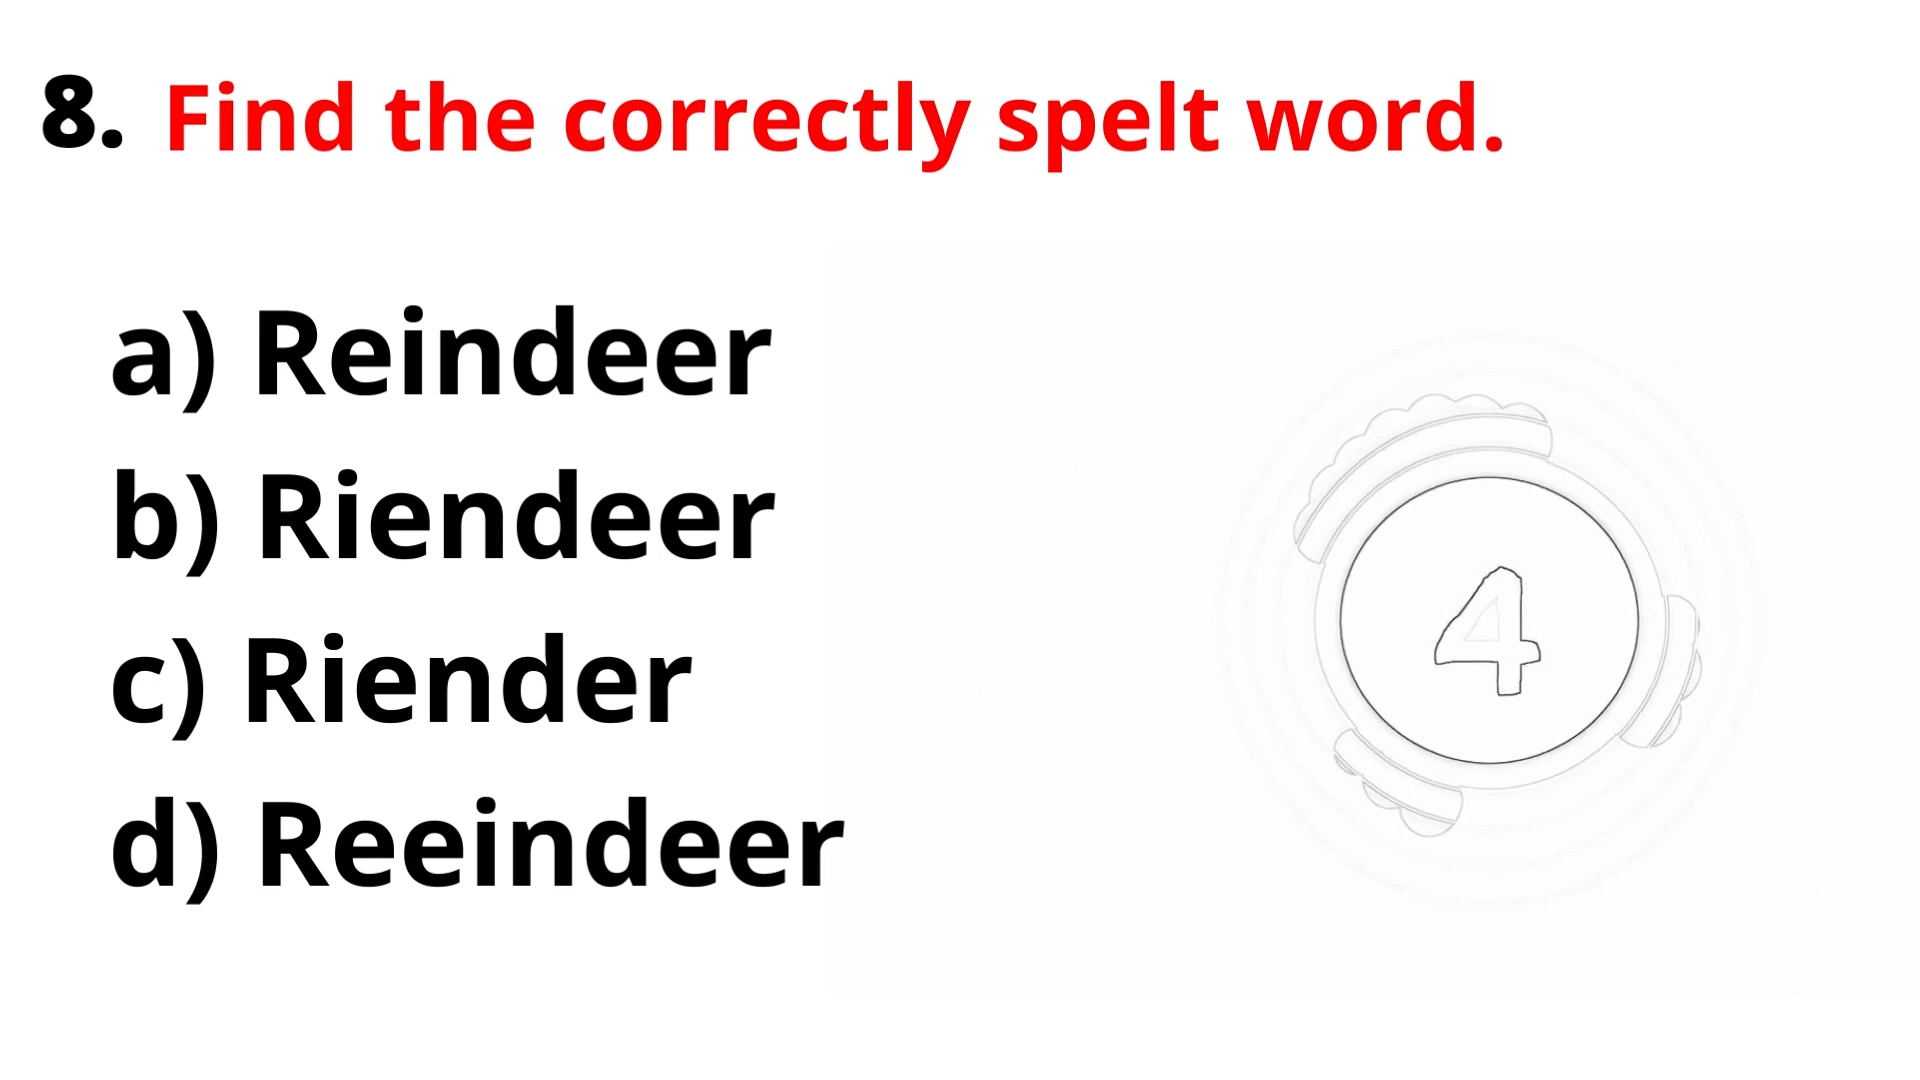 8. Find the correctly spelt word.
a) Reindeer
b) Riendeer
c) Riender
d) Reeindeer
4